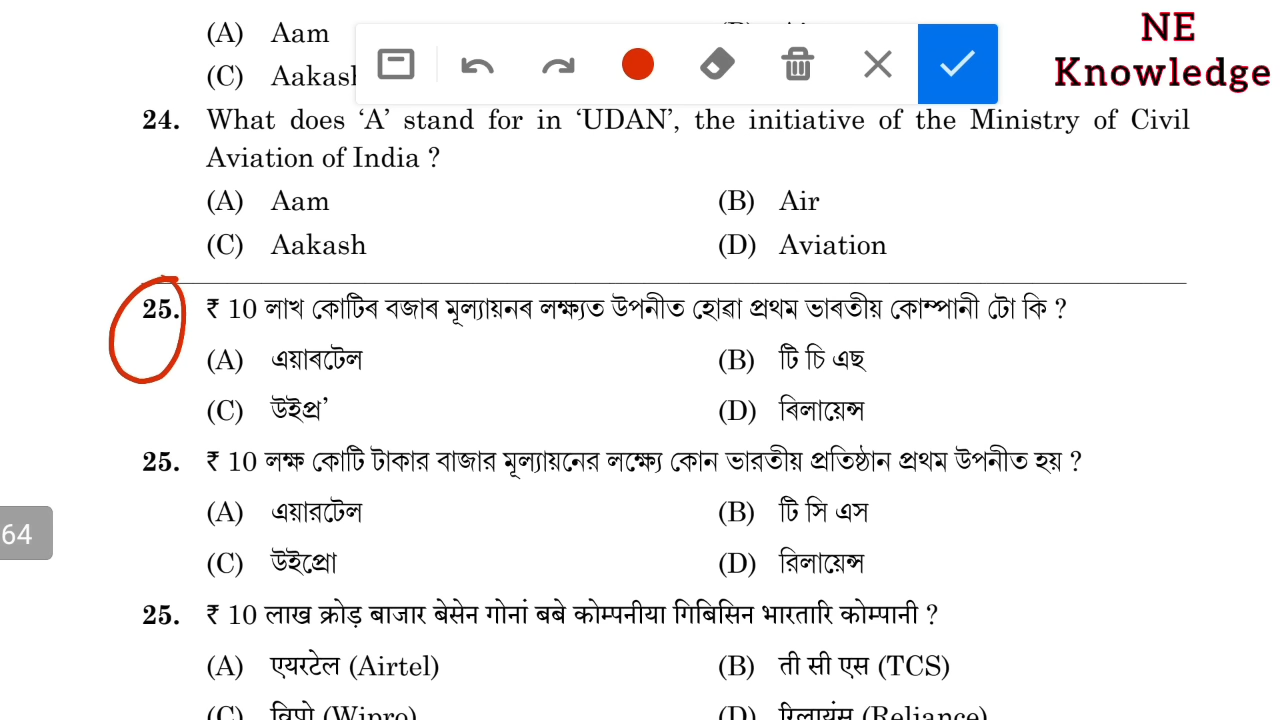 (A) Aam
NE
(C) Aakash
Knowledge
24. What does ‘A’ stand for in ‘UDAN’, the initiative of the Ministry of Civil
Aviation of India ?
(A) Aam (B) Air
(C) Aakash (D) Aviation
25. ₹ 10 লাখ কোটিৰ বজাৰ মূল্যায়নৰ লক্ষ্যত উপনীত হোৱা প্ৰথম ভাৰতীয় কোম্পানী টো কি ?
(A) এয়াৰটেল (B) টি চি এছ
(C) উইপ্ৰ’ (D) ৰিলায়েন্স
25. ₹ 10 লক্ষ কোটি টাকার বাজার মূল্যায়নের লক্ষ্যে কোন ভারতীয় প্রতিষ্ঠান প্রথম উপনীত হয় ?
(A) এয়ারটেল (B) টি সি এস
(C) উইপ্রো (D) রিলায়েন্স
64
25. ₹ 10 लाख क्रोड़ बाजार बेसेन गोनां बबे कोम्पनीया गिबिसिन भारतारि कोम्पानी ?
(A) एयरटेल (Airtel) (B) ती सी एस (TCS)
(C) (Wipro) (D) रिलायंस (Reliance)